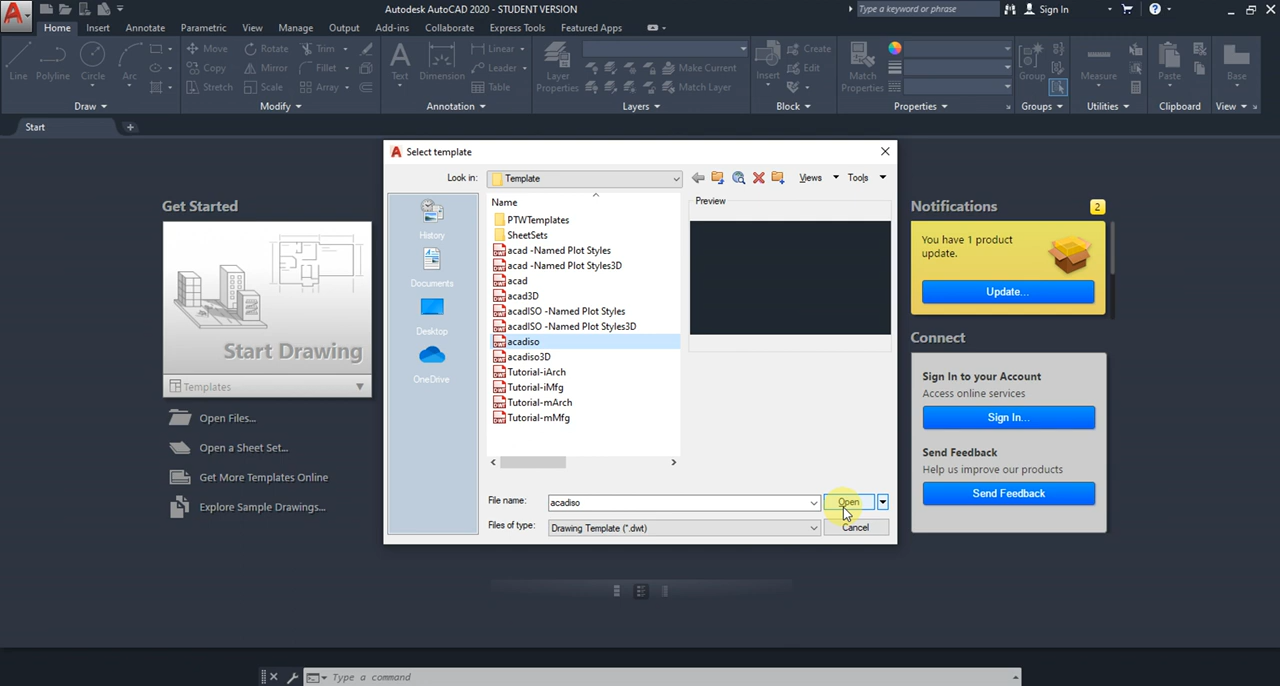 Autodesk AutoCAD 2020 - STUDENT VERSION
Type a keyword or phrase
Sign In
Home Insert Annotate Parametric View Manage Output Add-ins Collaborate Express Tools Featured Apps
Line Polyline Circle Arc
Draw
Move Rotate Trim
Copy Mirror Fillet
Stretch Scale Array
Modify
Text Dimension
Linear
Leader
Table
Annotation
Layer Properties
Make Current
Match Layer
Layers
Insert
Create
Edit
Block
Match Properties
Properties
Group
Groups
Measure
Utilities
Paste
Clipboard
Base
View
Start
Get Started
Start Drawing
Templates
Open Files...
Open a Sheet Set...
Get More Templates Online
Explore Sample Drawings...
Select template
Look in: Template
Views Tools
History
Documents
Desktop
OneDrive
Name
PTWTemplates
SheetSets
acad -Named Plot Styles
acad -Named Plot Styles3D
acad
acad3D
acadISO -Named Plot Styles
acadISO -Named Plot Styles3D
acadiso
acadiso3D
Tutorial-iArch
Tutorial-iMfg
Tutorial-mArch
Tutorial-mMfg
Preview
File name: acadiso
Open
Files of type: Drawing Template (*.dwt)
Cancel
Notifications 2
You have 1 product
update.
Update...
Connect
Sign In to your Account
Access online services
Sign In...
Send Feedback
Help us improve our products
Send Feedback
Type a command